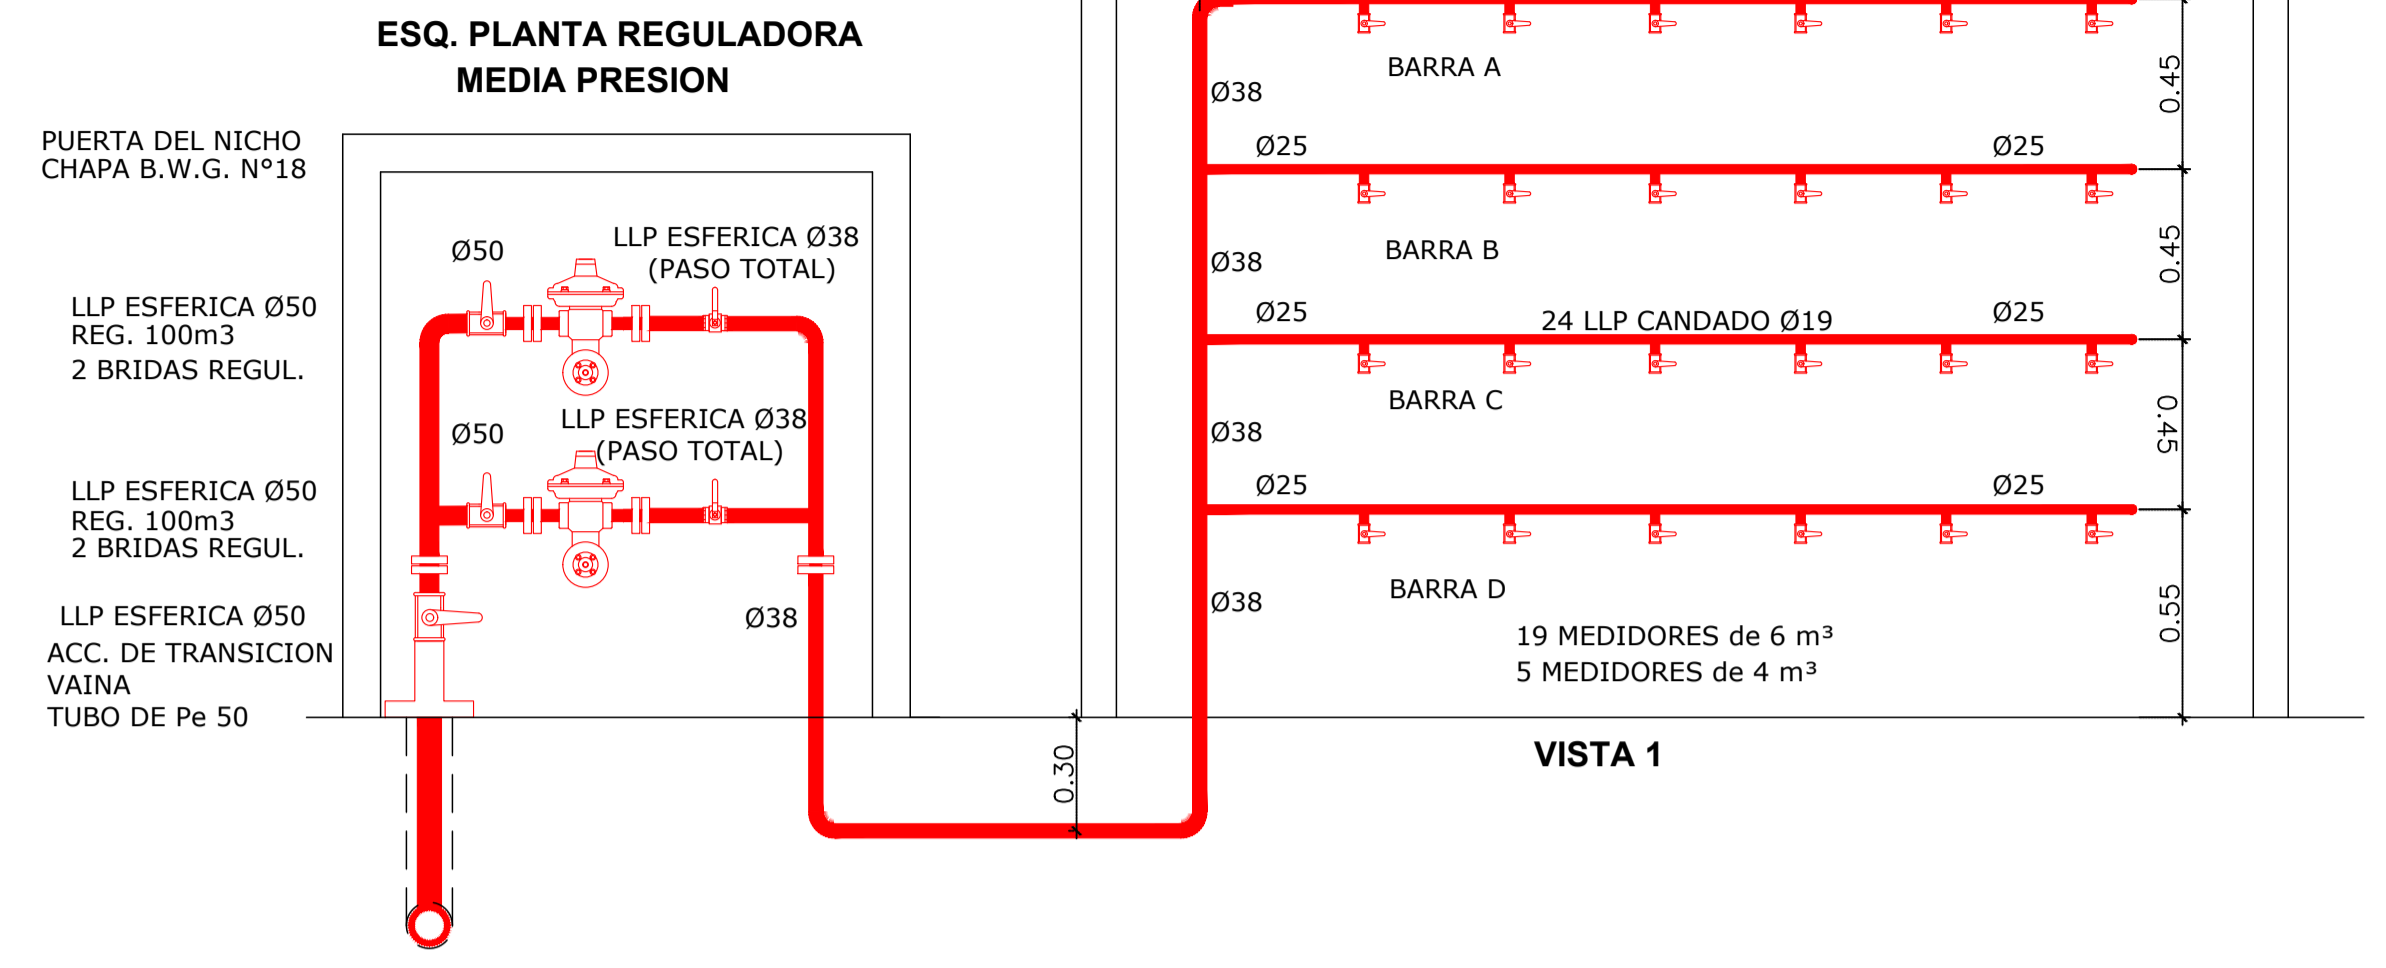 ESQ. PLANTA REGULADORA
MEDIA PRESION
PUERTA DEL NICHO
CHAPA B.W.G. N°18
Ø50
LLP ESFERICA Ø38
(PASO TOTAL)
LLP ESFERICA Ø50
REG. 100m3
2 BRIDAS REGUL.
Ø50
LLP ESFERICA Ø38
(PASO TOTAL)
LLP ESFERICA Ø50
REG. 100m3
2 BRIDAS REGUL.
LLP ESFERICA Ø50
Ø38
ACC. DE TRANSICION
VAINA
TUBO DE Pe 50
0.30
BARRA A
Ø38
0.45
Ø25
Ø25
BARRA B
Ø38
0.45
Ø25
24 LLP CANDADO Ø19
Ø25
BARRA C
Ø38
0.45
Ø25
Ø25
BARRA D
Ø38
0.55
19 MEDIDORES de 6 m³
5 MEDIDORES de 4 m³
VISTA 1